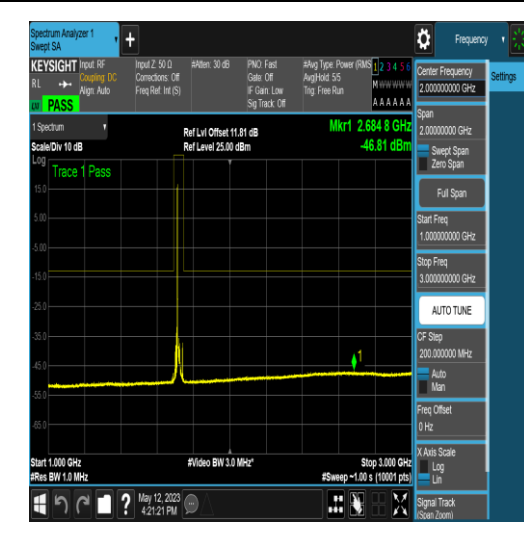 Spectrum Analyzer 1
Swept SA
+
Frequency
KEYSIGHT
RL
PASS
Input: RF
Coupling: DC
Align: Auto
Input Z: 50 Ω
Corrections: Off
Freq Ref: Int (S)
#Atten: 30 dB
PNO: Fast
Gate: Off
IF Gain: Low
Sig Track: Off
#Avg Type: Power (RMS
Avg|Hold: 5/5
Trig: Free Run
1 2 3 4 5 6
M w w w w w
A A A A A A
1 Spectrum
Scale/Div 10 dB
Ref Lvl Offset 11.81 dB
Ref Level 25.00 dBm
Mkr1 2.684 8 GHz
-46.81 dBm
Log
Trace 1 Pass
15.0
5.00
-5.00
-15.0
-25.0
-35.0
-45.0
-55.0
-65.0
1
Start 1.000 GHz
#Res BW 1.0 MHz
#Video BW 3.0 MHz*
Stop 3.000 GHz
#Sweep ~1.00 s (10001 pts)
Center Frequency
2.000000000 GHz
Settings
Span
2.00000000 GHz
Swept Span
Zero Span
Full Span
Start Freq
1.000000000 GHz
Stop Freq
3.000000000 GHz
AUTO TUNE
CF Step
200.000000 MHz
Auto
Man
Freq Offset
0 Hz
X Axis Scale
Log
Lin
Signal Track
(Span Zoom)
?
May 12, 2023
4:21:21 PM